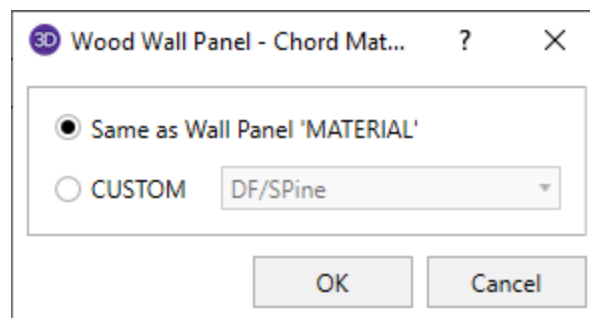 3D Wood Wall Panel - Chord Mat... ? 
Same as Wall Panel 'MATERIAL'
CUSTOM DF/SPine
OK Cancel